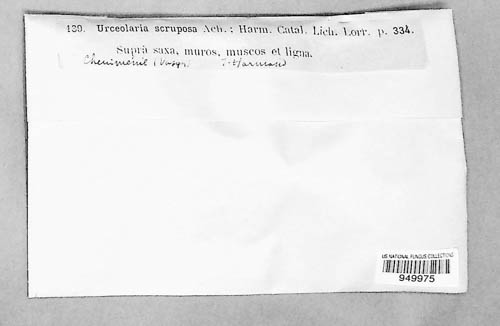 139. Urceolaria scruposa Ach.; Harm. Catal. Lich. Lorr. p. 334.
Suprà saxa, muros, muscos et ligna.
Cheniménil (Vosges) J. Harmand
US NATIONAL FUNGUS COLLECTIONS
949975